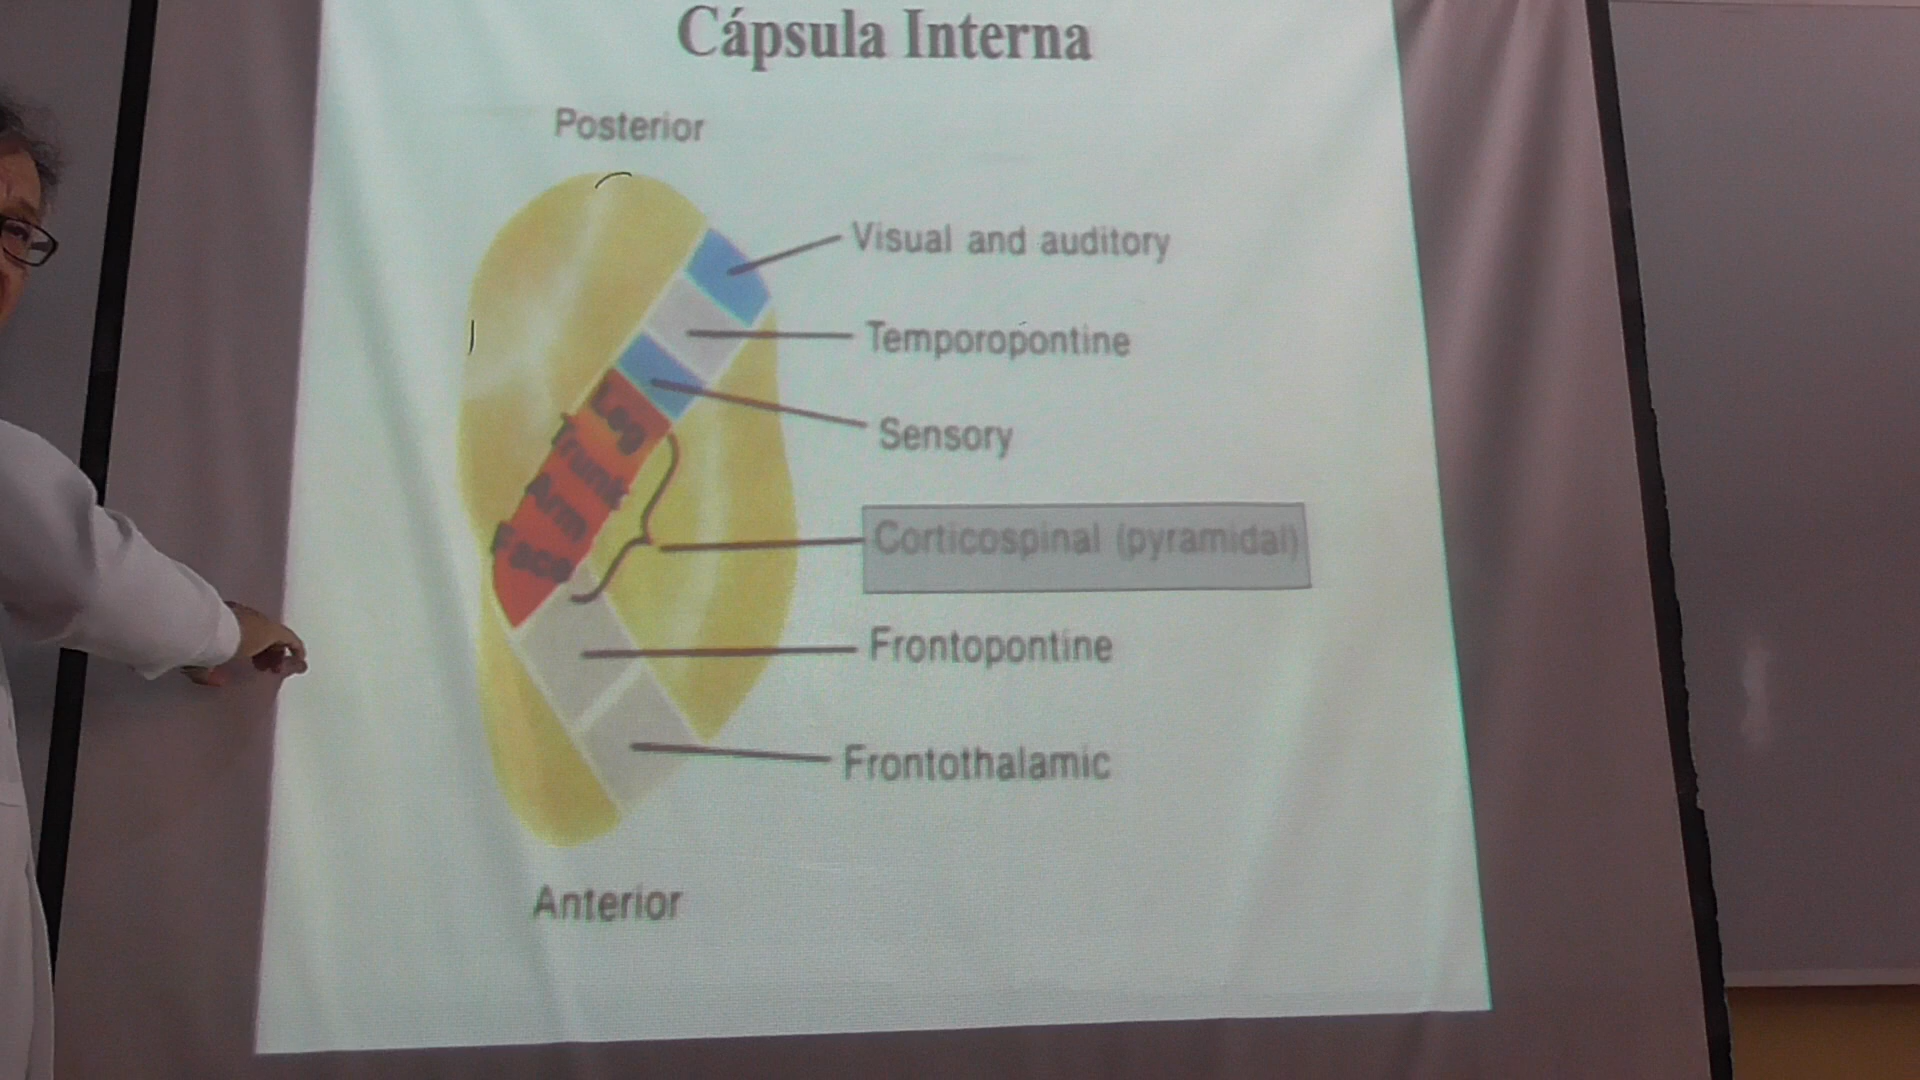 Cápsula Interna
Posterior
Visual and auditory
Temporopontine
Sensory
Leg
Trunk
Arm
Face
Corticospinal (pyramidal)
Frontopontine
Frontothalamic
Anterior